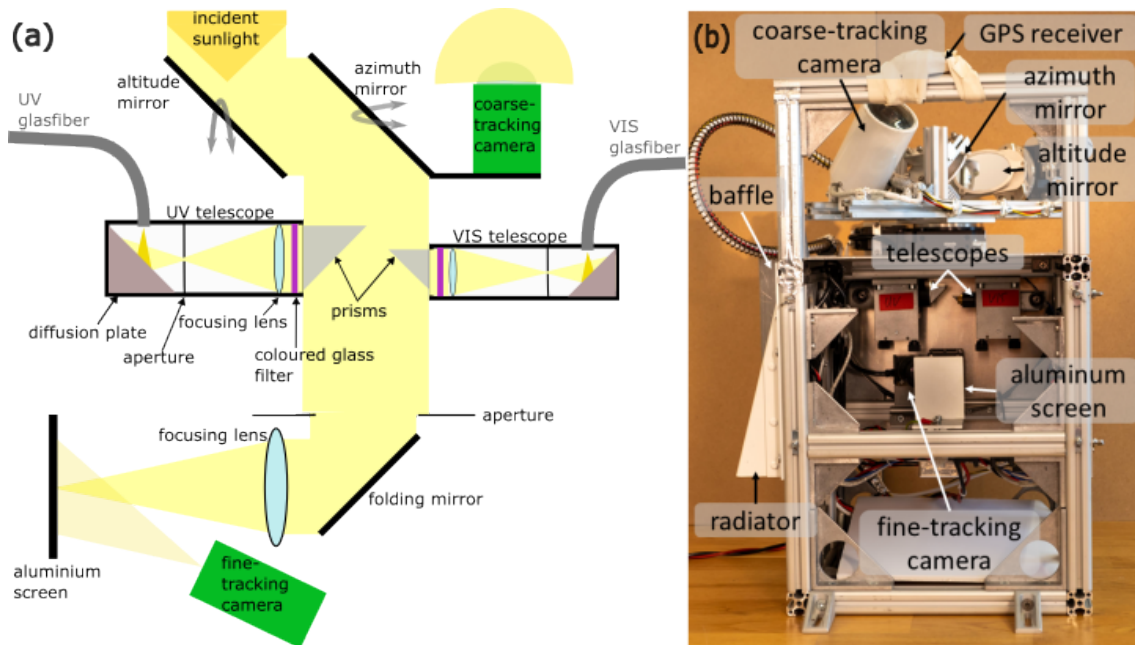 (a)
incident
sunlight
altitude
mirror
azimuth
mirror
coarse-
tracking
camera
UV
glasfiber
VIS
glasfiber
UV telescope
VIS telescope
diffusion plate
aperture
focusing lens
coloured glass
filter
prisms
aperture
focusing lens
folding mirror
aluminium
screen
fine-
tracking
camera
(b)
coarse-tracking
camera
GPS receiver
azimuth
mirror
altitude
mirror
baffle
telescopes
aluminum
screen
radiator
fine-tracking
camera